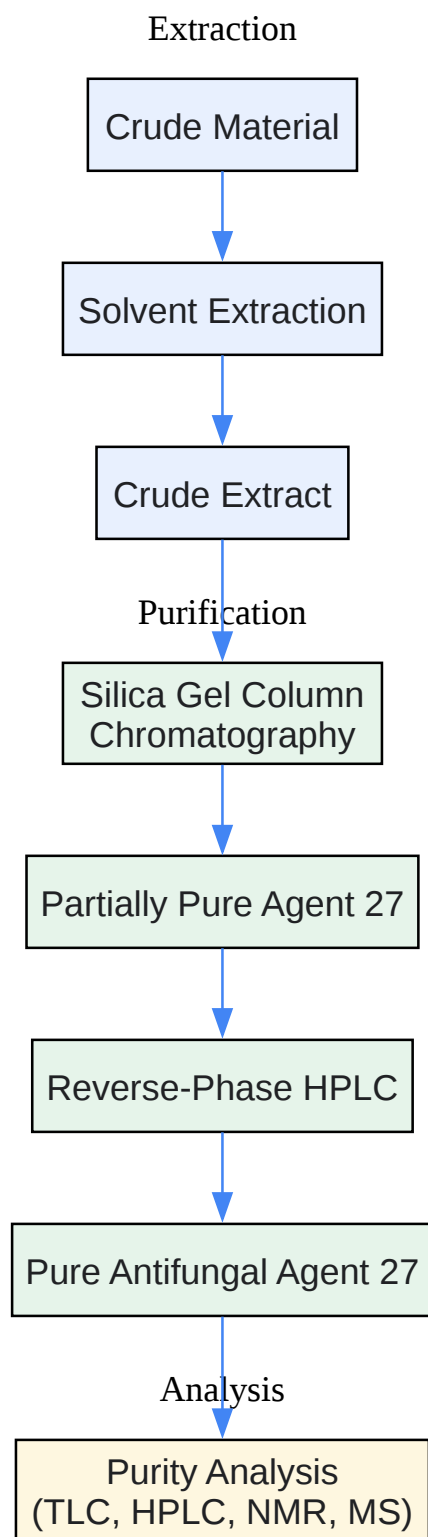 Extraction
Crude Material
Solvent Extraction
Crude Extract
Purification
Silica Gel Column
Chromatography
Partially Pure Agent 27
Reverse-Phase HPLC
Pure Antifungal Agent 27
Analysis
Purity Analysis
(TLC, HPLC, NMR, MS)